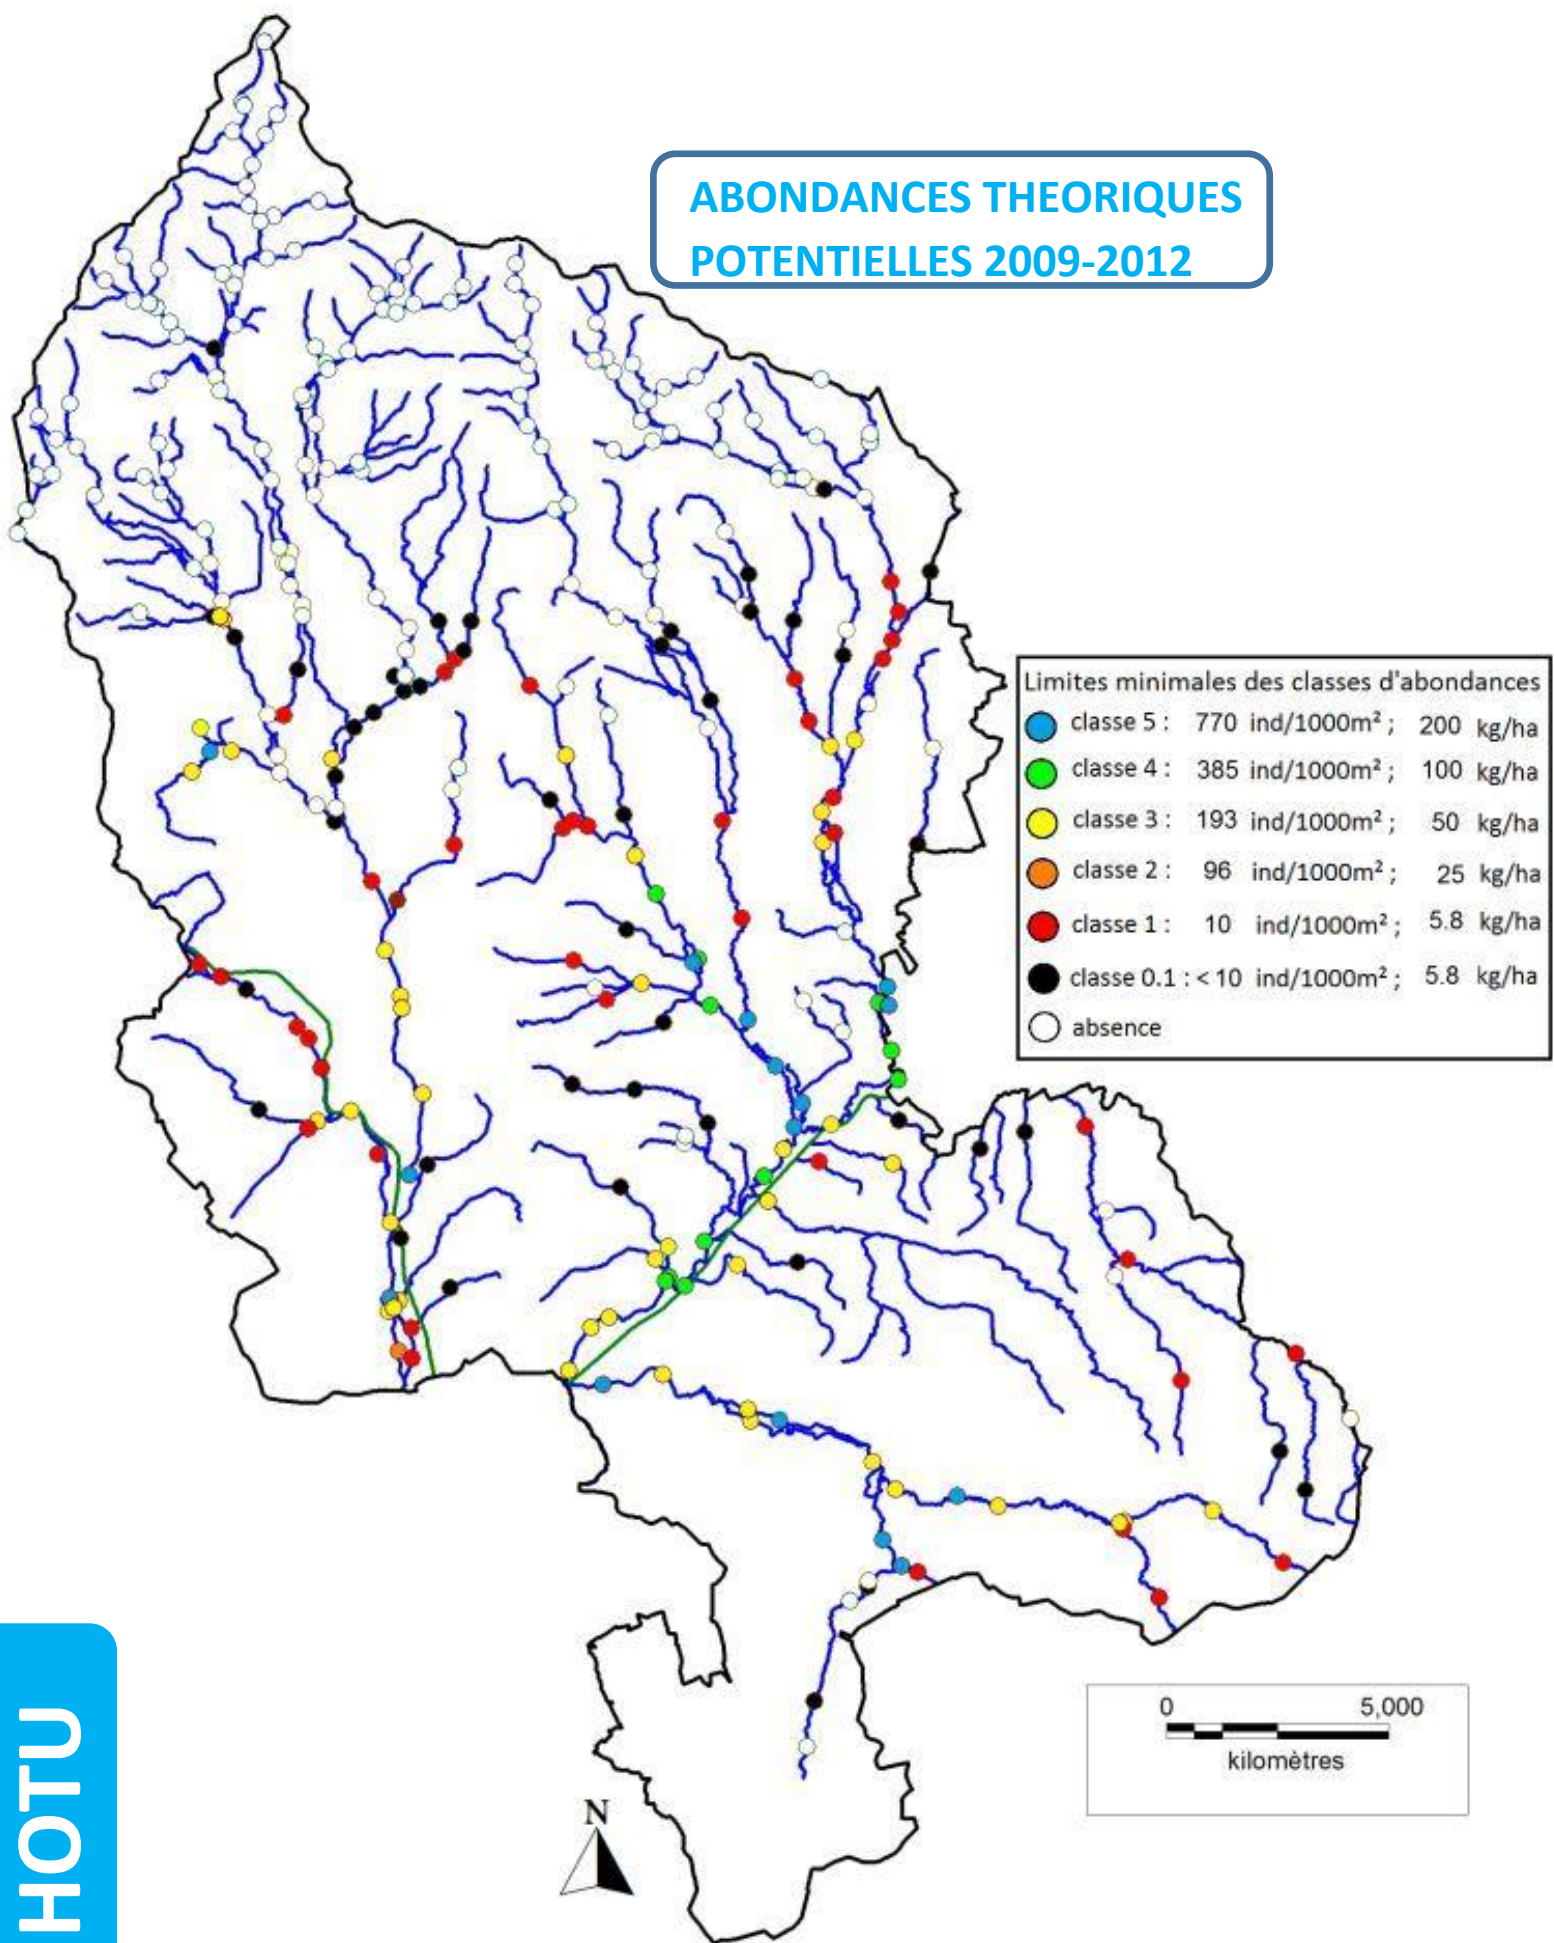 ABONDANCES THEORIQUES
POTENTIELLES 2009-2012
Limites minimales des classes d'abondances
classe 5 : 770 ind/1000m² ; 200 kg/ha
classe 4 : 385 ind/1000m² ; 100 kg/ha
classe 3 : 193 ind/1000m² ; 50 kg/ha
classe 2 : 96 ind/1000m² ; 25 kg/ha
classe 1 : 10 ind/1000m² ; 5.8 kg/ha
classe 0.1 : < 10 ind/1000m² ; 5.8 kg/ha
absence
0 5,000
kilomètres
N
HOTU